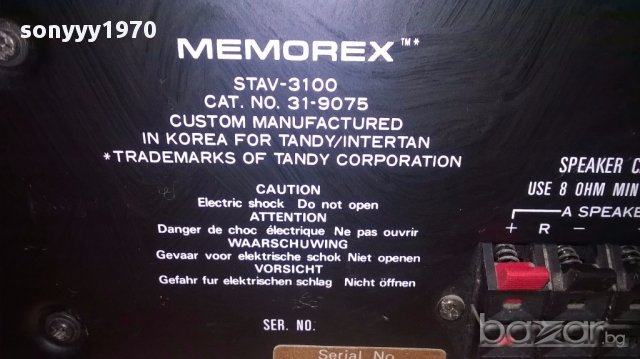 sonyyy1970
MEMOREX™*
STAV-3100
CAT. NO. 31-9075
CUSTOM MANUFACTURED
IN KOREA FOR TANDY/INTERTAN
*TRADEMARKS OF TANDY CORPORATION
CAUTION
Electric shock Do not open
ATTENTION
Danger de choc électrique Ne pas ouvrir
WAARSCHUWING
Gevaar voor elektrische schok Niet openen
VORSICHT
Gefahr fur elektrischen schlag Nicht öffnen
SER. NO.
Serial No.
SPEAKER C
USE 8 OHM MIN
A SPEAKE
+ R −
bazar.bg